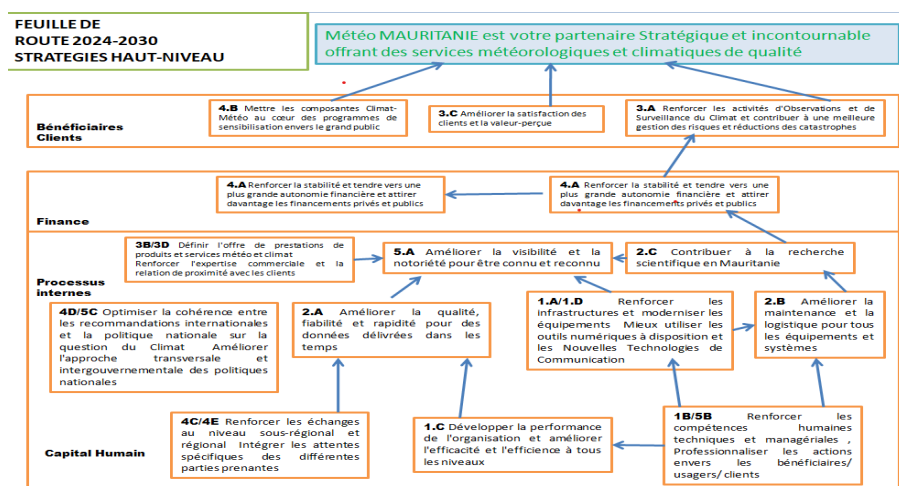 FEUILLE DE
ROUTE 2024-2030
STRATEGIES HAUT-NIVEAU
Météo MAURITANIE est votre partenaire Stratégique et incontournable
offrant des services météorologiques et climatiques de qualité
Bénéficiaires
Clients
4.B Mettre les composantes Climat-
Météo au cœur des programmes de
sensibilisation envers le grand public
3.C Améliorer la satisfaction des
clients et la valeur-perçue
3.A Renforcer les activités d'Observations et de
Surveillance du Climat et contribuer à une meilleure
gestion des risques et réductions des catastrophes
Finance
4.A Renforcer la stabilité et tendre vers une
plus grande autonomie financière et attirer
davantage les financements privés et publics
4.A Renforcer la stabilité et tendre vers une
plus grande autonomie financière et attirer
davantage les financements privés et publics
Processus
internes
3B/3D Définir l'offre de prestations de
produits et services météo et climat
Renforcer l'expertise commerciale et la
relation de proximité avec les clients
5.A Améliorer la visibilité et la
notoriété pour être connu et reconnu
2.C Contribuer à la recherche
scientifique en Mauritanie
4D/5C Optimiser la cohérence entre
les recommandations internationales
et la politique nationale sur la
question du Climat Améliorer
l'approche transversale et
intergouvernementale des politiques
nationales
2.A Améliorer la qualité,
fiabilité et rapidité pour des
données délivrées dans les
temps
1.A/1.D Renforcer les
infrastructures et moderniser les
équipements Mieux utiliser les
outils numériques à disposition et
les Nouvelles Technologies de
Communication
2.B Améliorer la
maintenance et la
logistique pour tous
les équipements et
systèmes
Capital Humain
4C/4E Renforcer les échanges
au niveau sous-régional et
régional Intégrer les attentes
spécifiques des différentes
parties prenantes
1.C Développer la performance
de l'organisation et améliorer
l'efficacité et l'efficience à tous
les niveaux
1B/5B Renforcer les
compétences humaines
techniques et managériales ,
Professionnaliser les actions
envers les bénéficiaires/
usagers/ clients